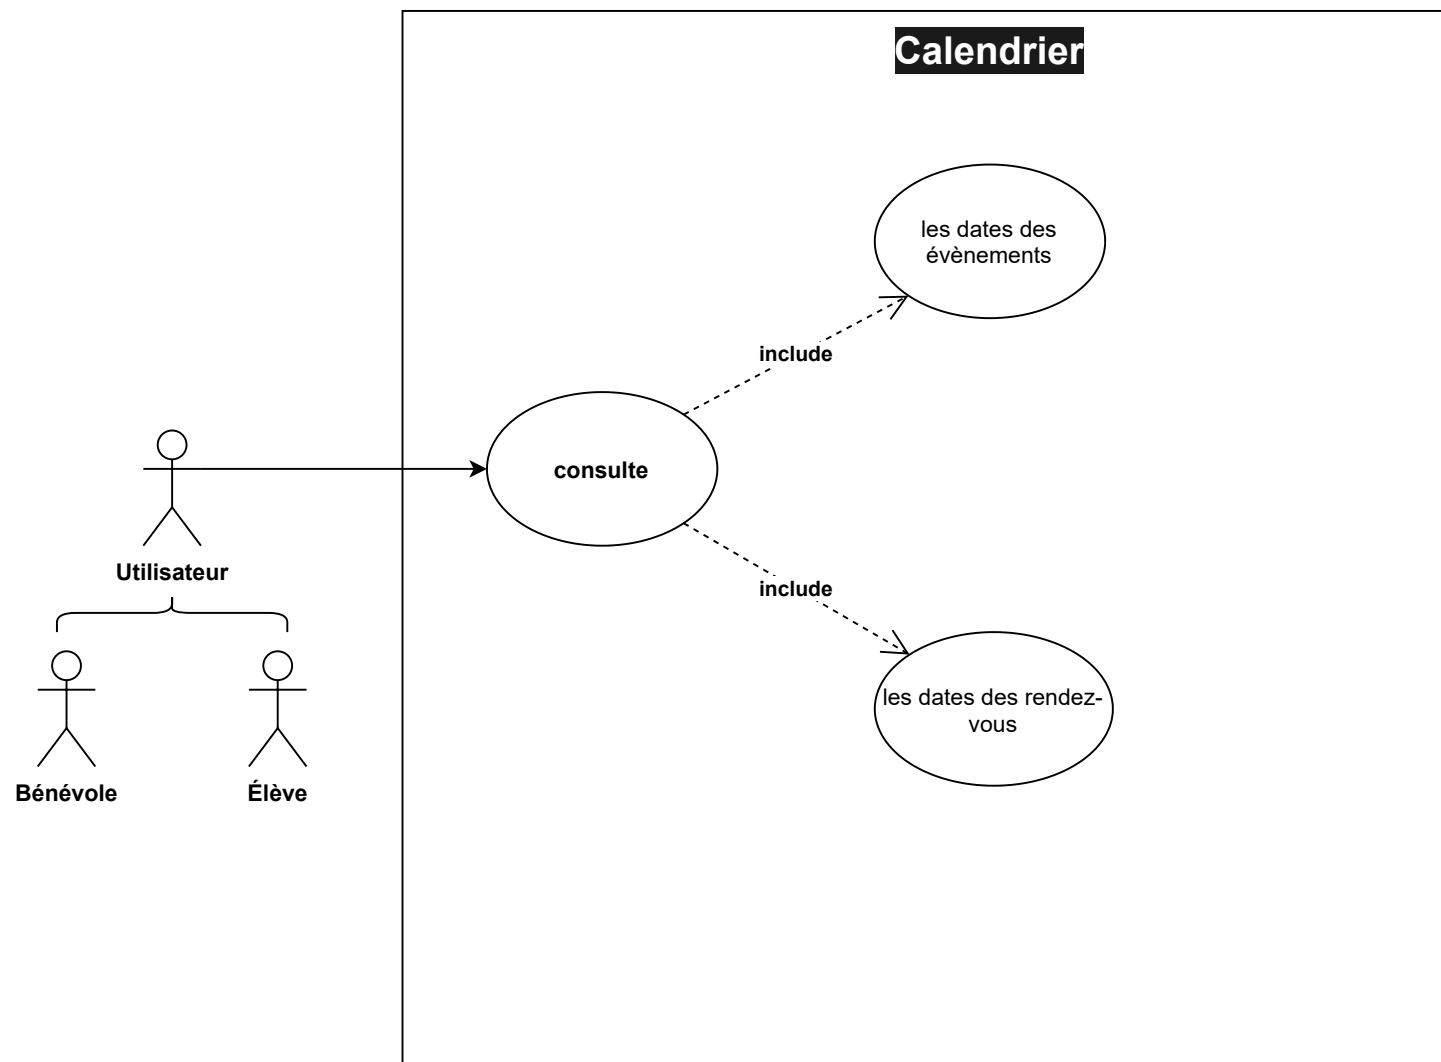 Calendrier
les dates des
évènements
include
consulte
Utilisateur
include
les dates des rendez-
vous
Bénévole
Élève